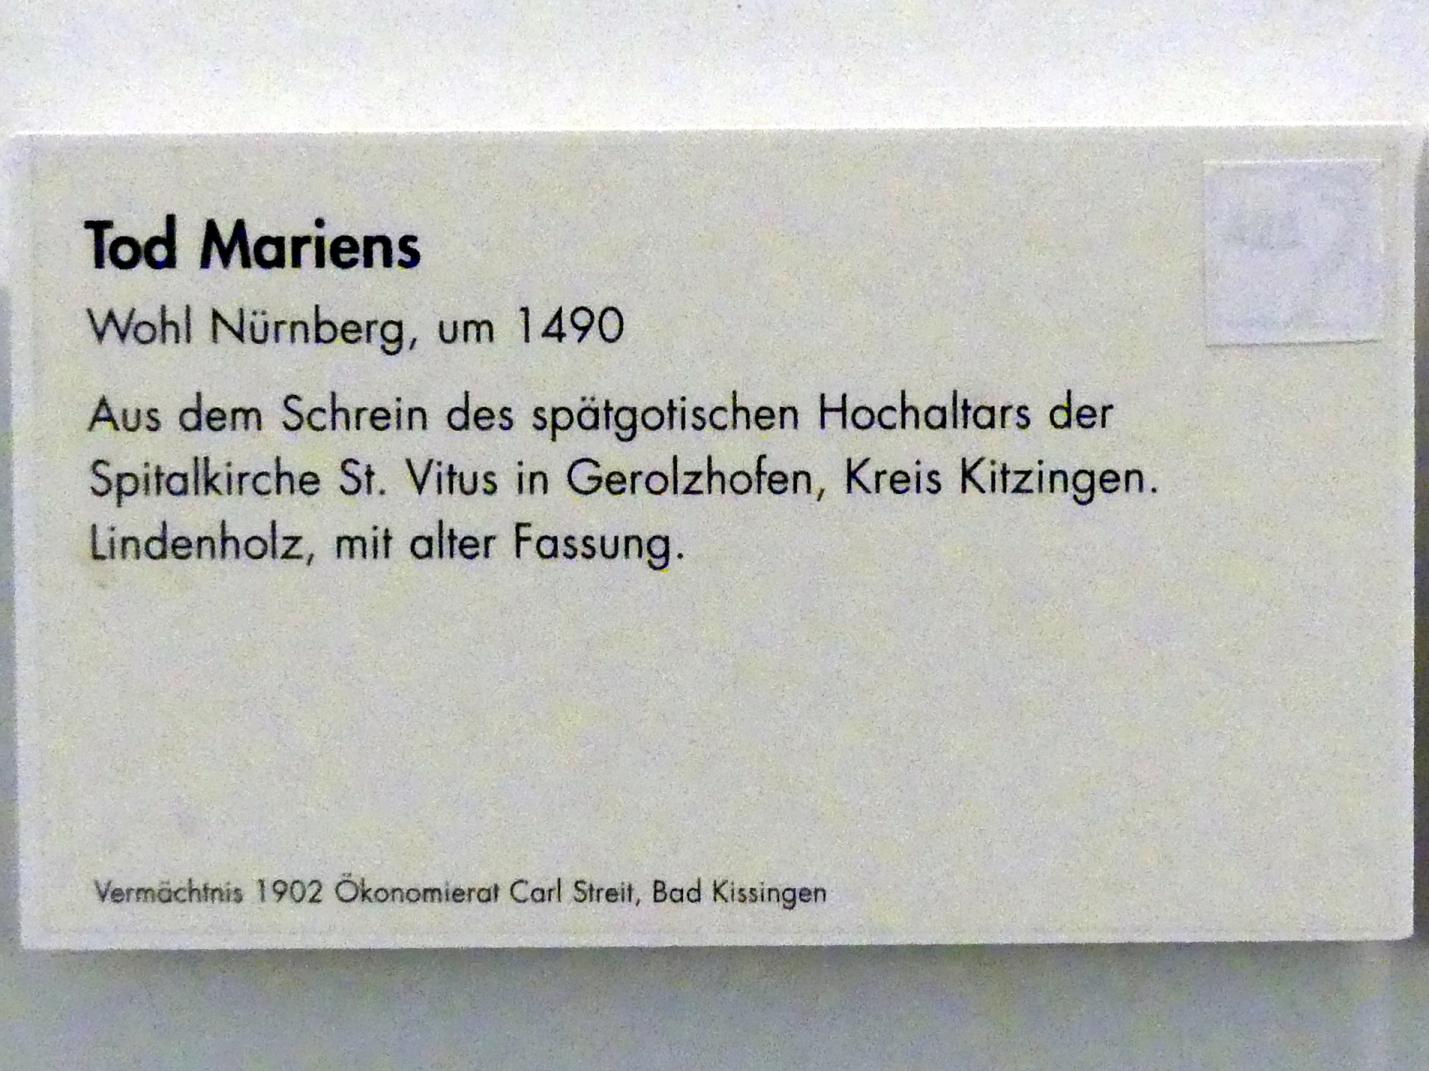 Tod Mariens
Wohl Nürnberg, um 1490
Aus dem Schrein des spätgotischen Hochaltars der
Spitalkirche St. Vitus in Gerolzhofen, Kreis Kitzingen.
Lindenholz, mit alter Fassung.
Vermächtnis 1902 Ökonomierat Carl Streit, Bad Kissingen